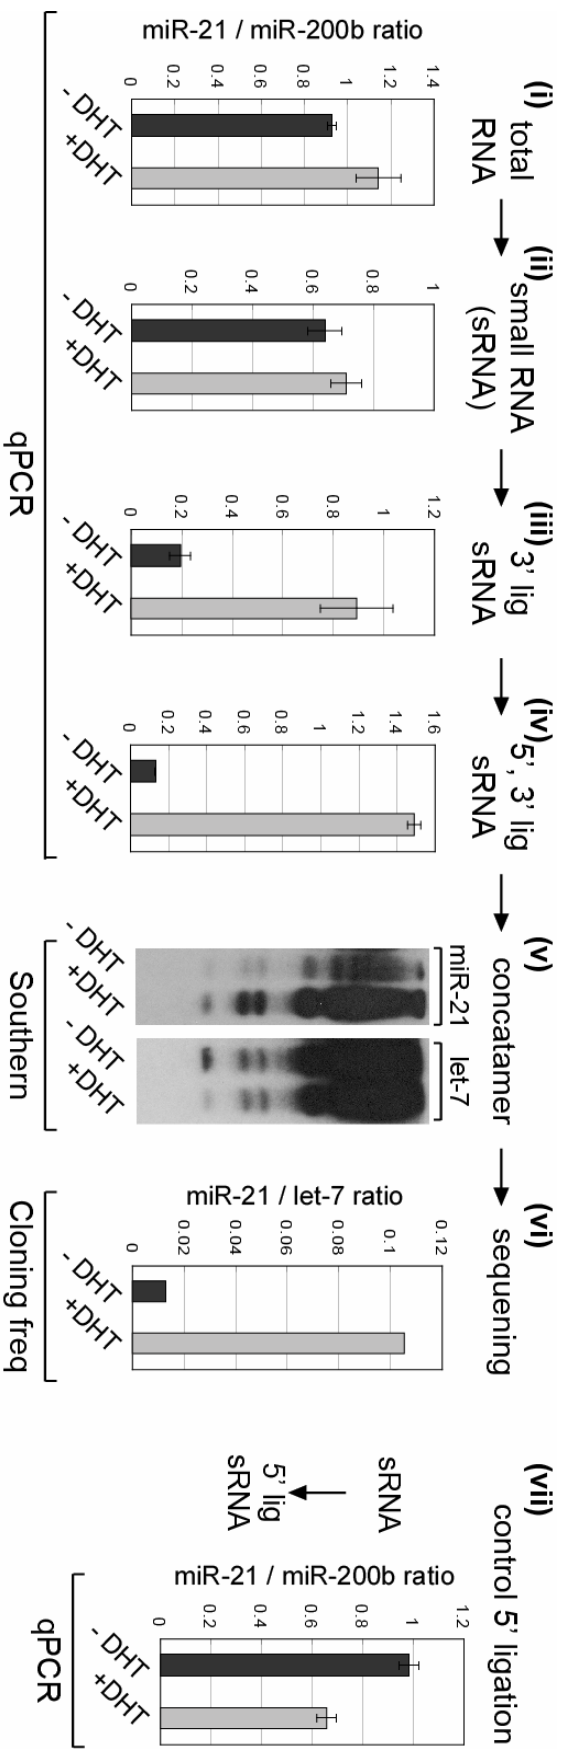 (i)
total
RNA
(ii)
small RNA
(sRNA)
(iii)
3' lig
sRNA
(iv)
5', 3' lig
sRNA
(v)
concatamer
(vi)
sequening
(vii)
control 5' ligation
miR-21 / miR-200b ratio
0 0.2 0.4 0.6 0.8 1 1.2 1.4
- DHT
+DHT
0 0.2 0.4 0.6 0.8 1
- DHT
+DHT
0 0.2 0.4 0.6 0.8 1 1.2
- DHT
+DHT
0 0.2 0.4 0.6 0.8 1 1.2 1.4 1.6
- DHT
+DHT
qPCR
miR-21
let-7
- DHT
+DHT
- DHT
+DHT
Southern
miR-21 / let-7 ratio
0 0.02 0.04 0.06 0.08 0.1 0.12
- DHT
+DHT
Cloning freq
sRNA
5' lig
sRNA
miR-21 / miR-200b ratio
0 0.2 0.4 0.6 0.8 1 1.2
- DHT
+DHT
qPCR